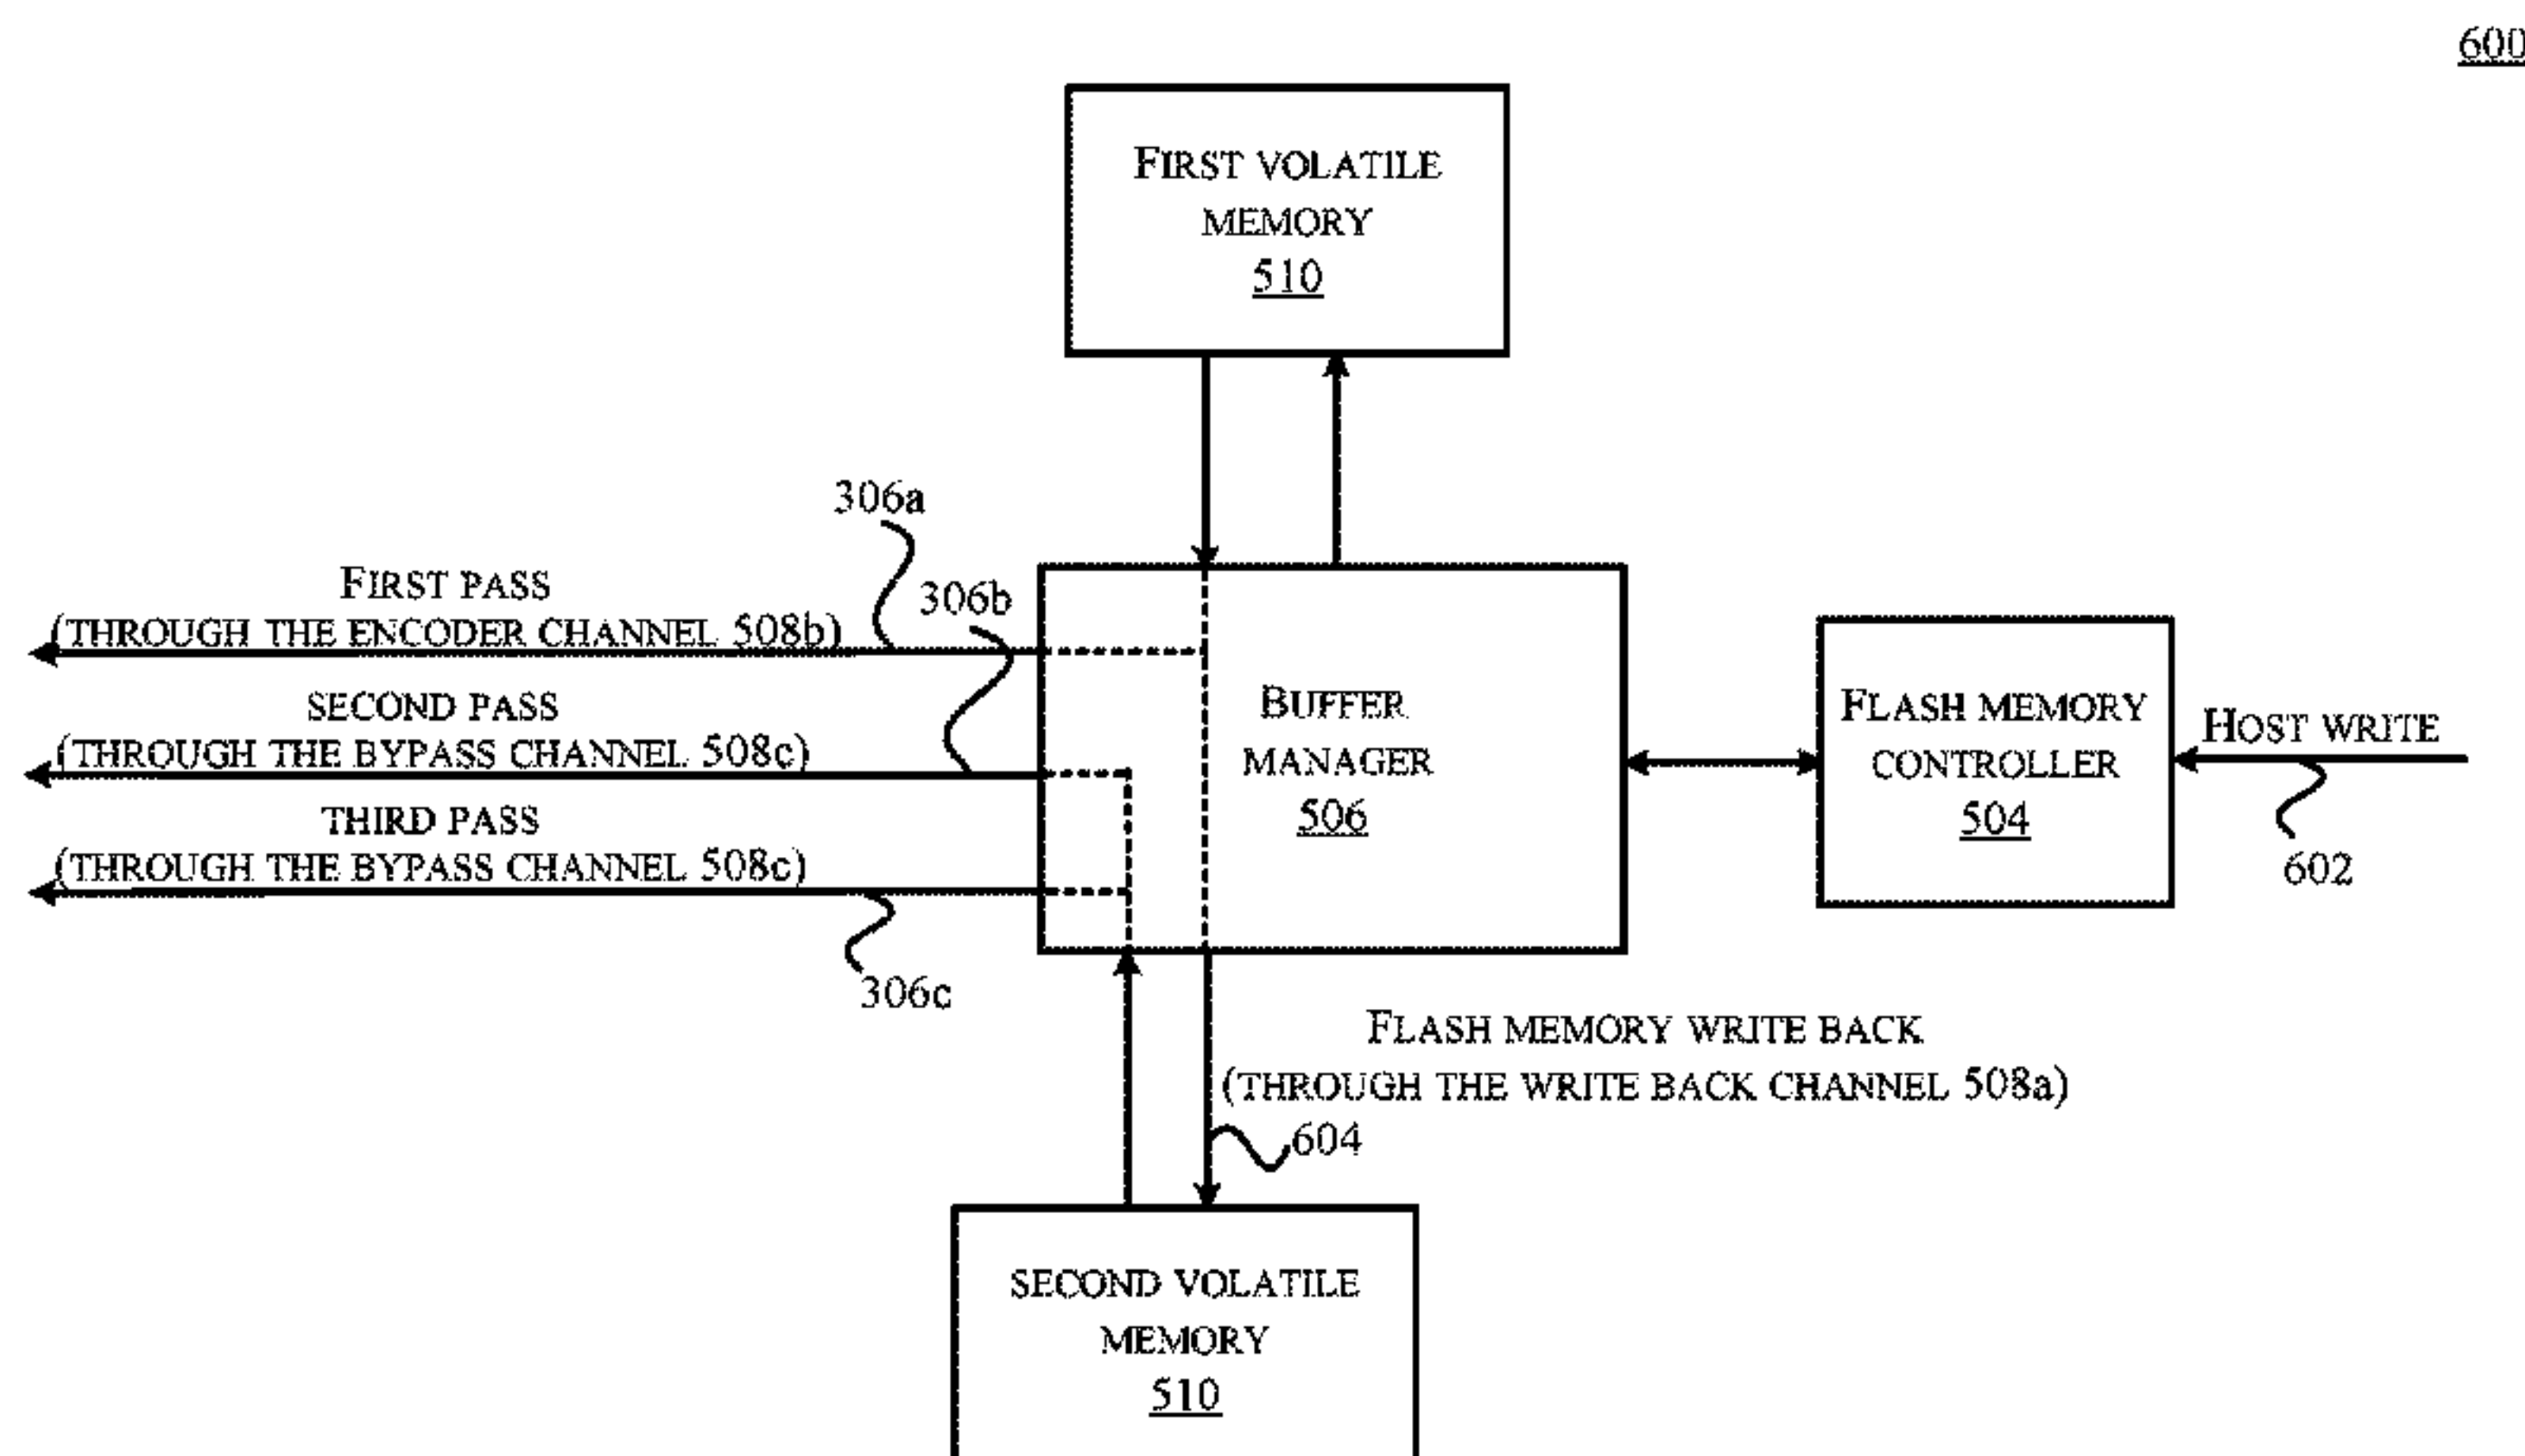 600
FIRST VOLATILE
MEMORY
510
306a
306b
FIRST PASS
(THROUGH THE ENCODER CHANNEL 508b)
SECOND PASS
(THROUGH THE BYPASS CHANNEL 508c)
THIRD PASS
(THROUGH THE BYPASS CHANNEL 508c)
306c
BUFFER
MANAGER
506
FLASH MEMORY
CONTROLLER
504
HOST WRITE
602
FLASH MEMORY WRITE BACK
(THROUGH THE WRITE BACK CHANNEL 508a)
604
SECOND VOLATILE
MEMORY
510